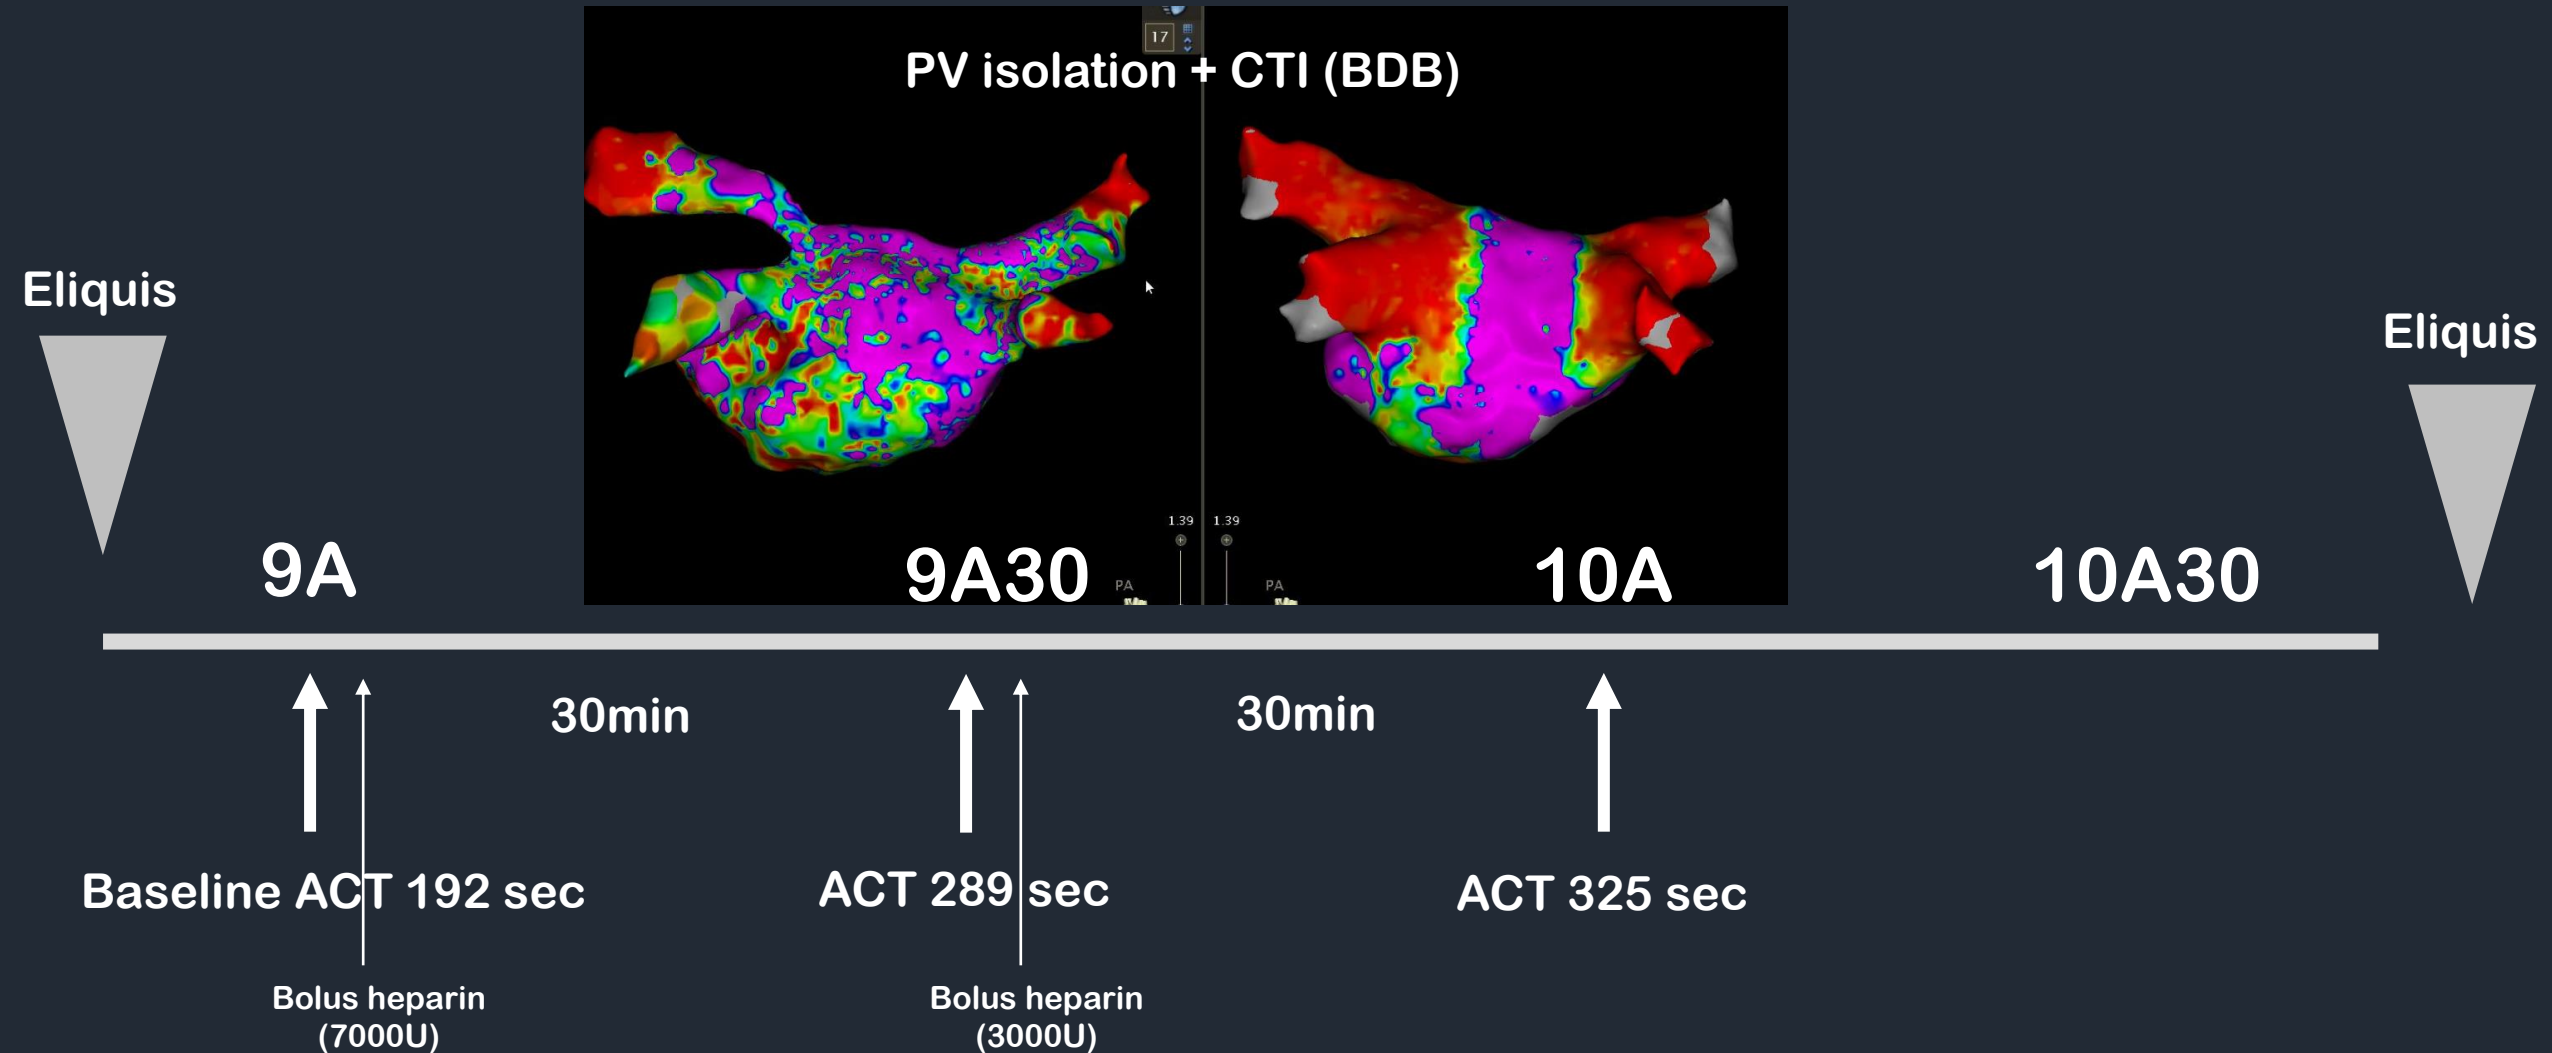 17
PV isolation + CTI (BDB)
Eliquis
Eliquis
1.39
1.39
PA
PA
9A
9A30
10A
10A30
30min
30min
Baseline ACT 192 sec
ACT 289 sec
ACT 325 sec
Bolus heparin
(7000U)
Bolus heparin
(3000U)